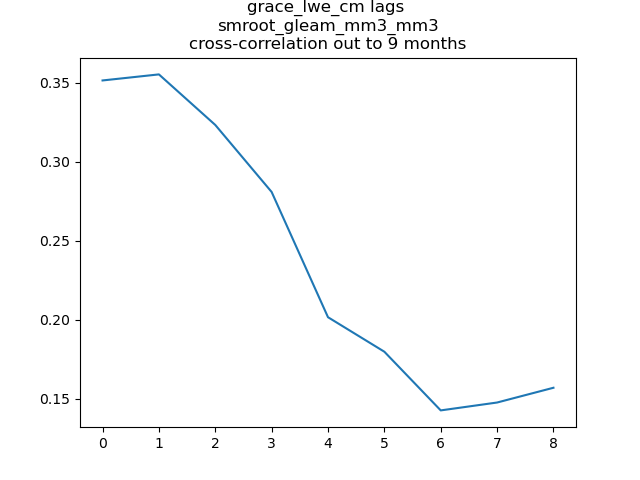 grace_lwe_cm lags
smroot_gleam_mm3_mm3
cross-correlation out to 9 months
0.35
0.30
0.25
0.20
0.15
0 1 2 3 4 5 6 7 8